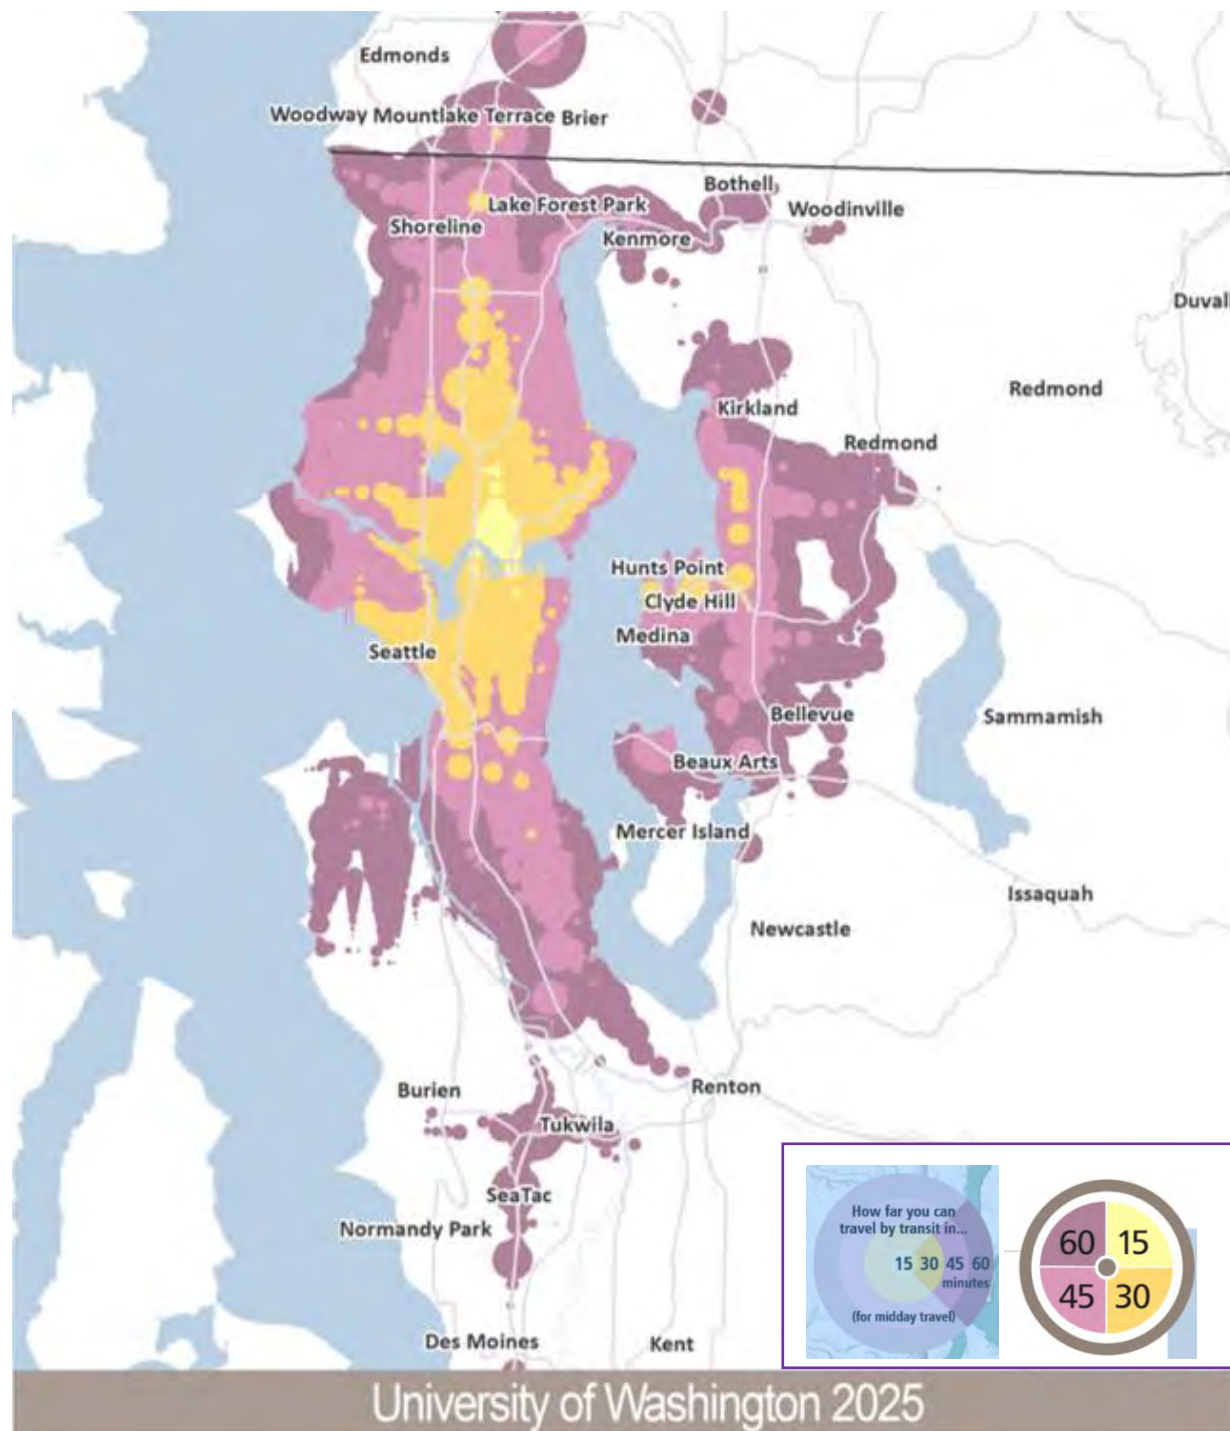 Edmonds
Woodway Mountlake Terrace Brier
Bothell
Woodinville
Lake Forest Park
Shoreline
Kenmore
Duvall
Redmond
Kirkland
Redmond
Hunts Point
Clyde Hill
Medina
Seattle
Bellevue
Sammamish
Beaux Arts
Mercer Island
Issaquah
Newcastle
Burien
Renton
Tukwila
SeaTac
Normandy Park
Des Moines
Kent
How far you can
travel by transit in...
15 30 45 60
minutes
(for midday travel)
60 15
45 30
University of Washington 2025